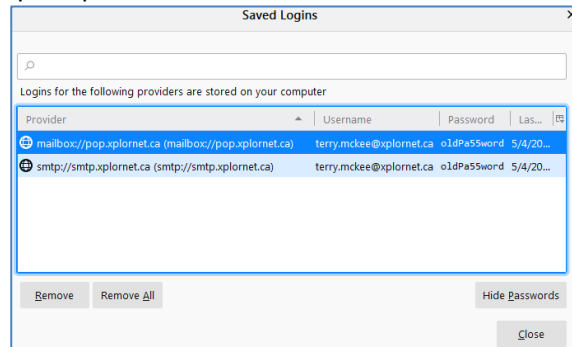 Saved Logins
Logins for the following providers are stored on your computer
Provider Username Password Las...
mailbox://pop.xplornet.ca (mailbox://pop.xplornet.ca) terry.mckee@xplornet.ca oldPa55word 5/4/20...
smtp://smtp.xplornet.ca (smtp://smtp.xplornet.ca) terry.mckee@xplornet.ca oldPa55word 5/4/20...
Remove Remove All Hide Passwords
Close